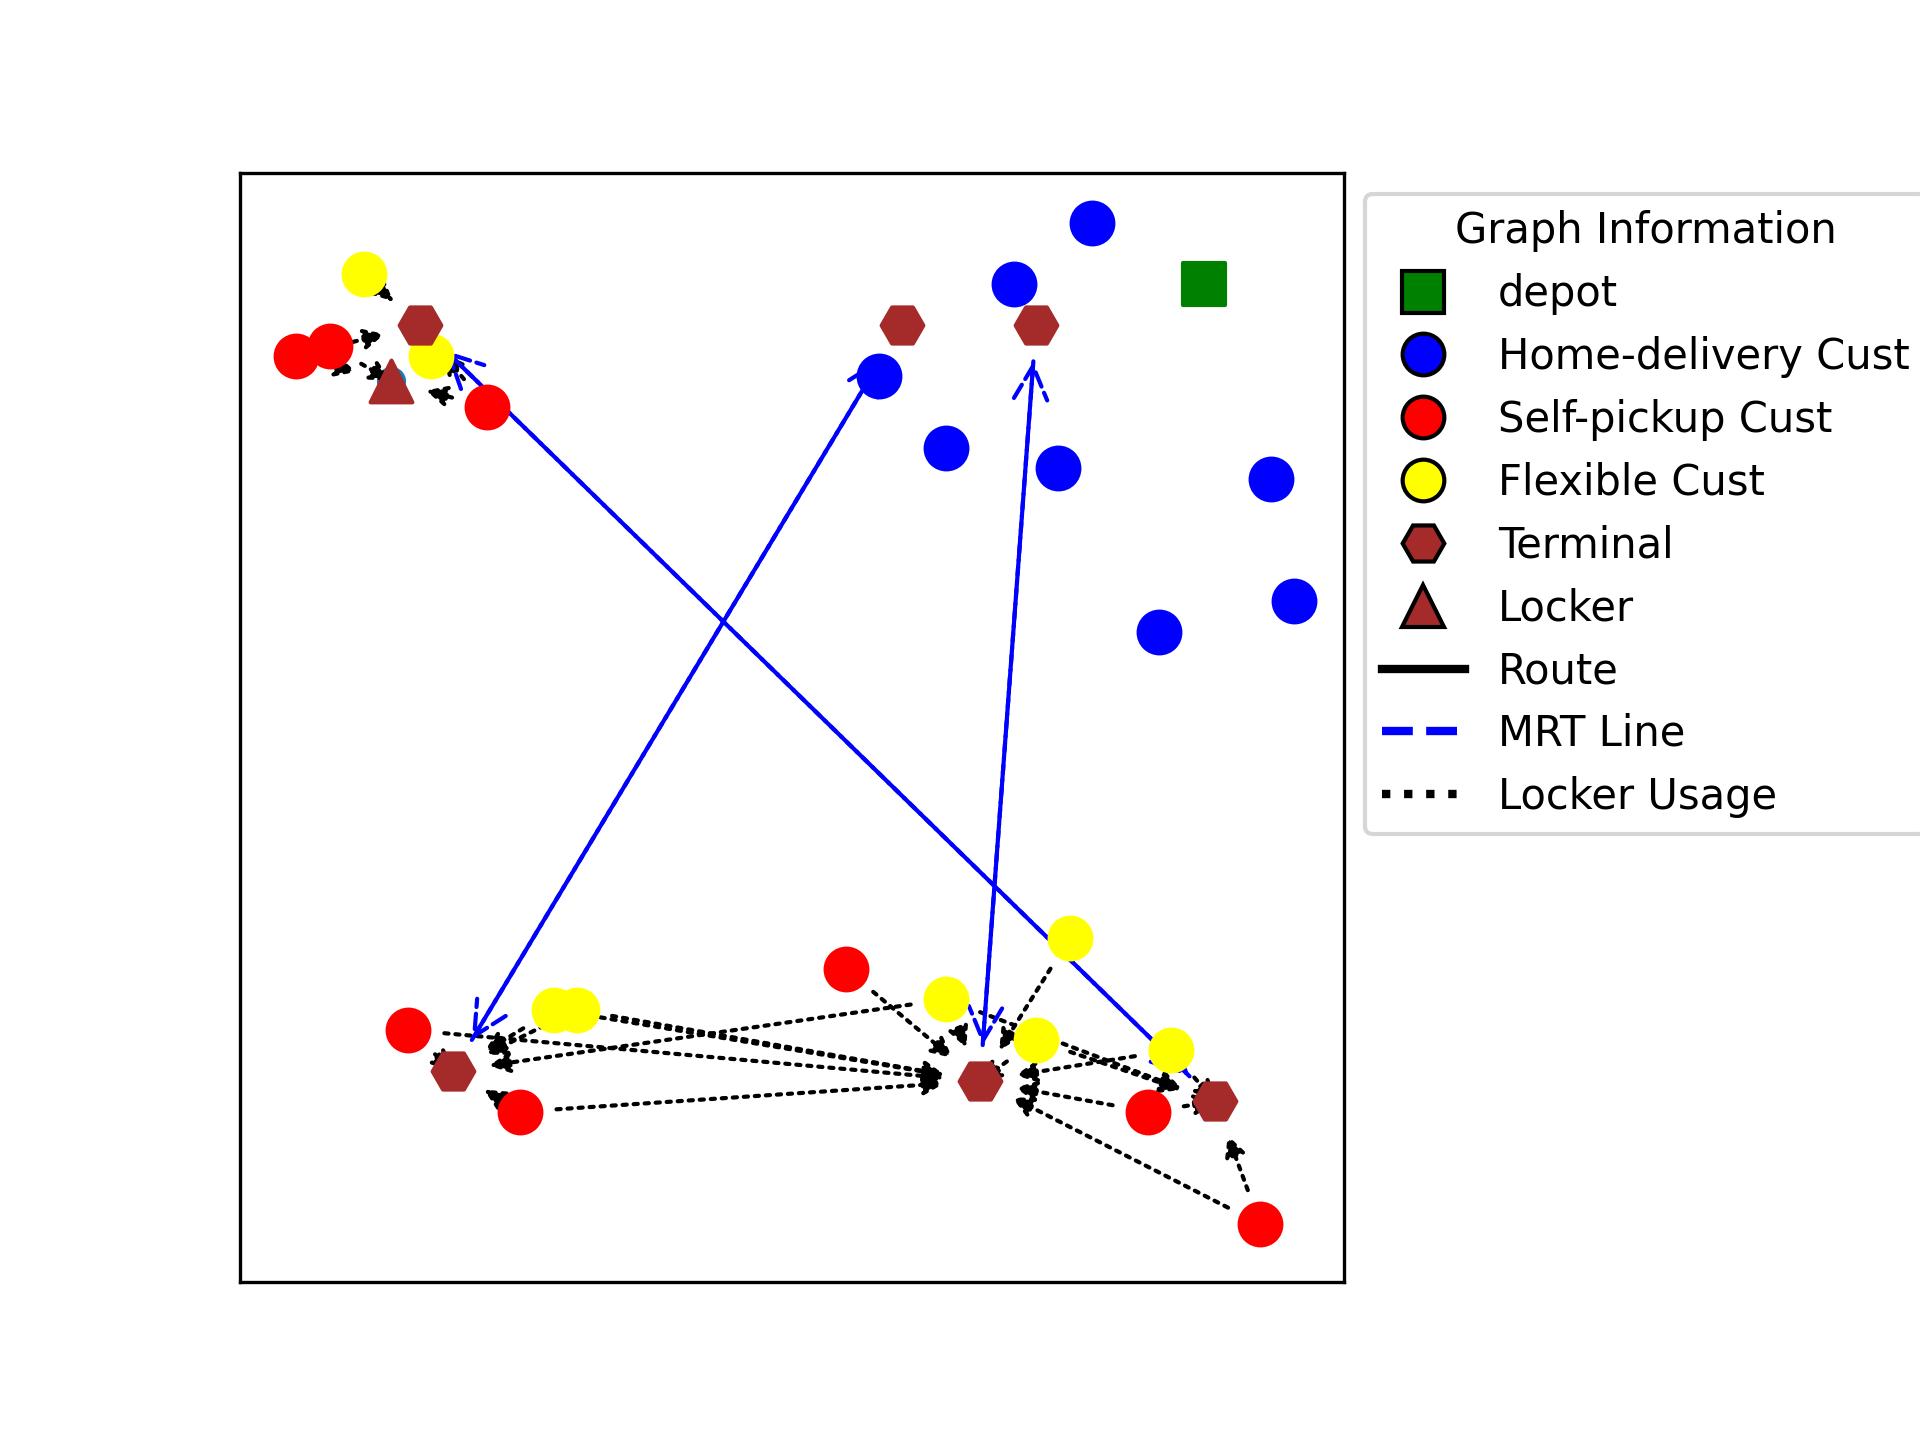 Graph Information
depot
Home-delivery Cust
Self-pickup Cust
Flexible Cust
Terminal
Locker
Route
MRT Line
Locker Usage